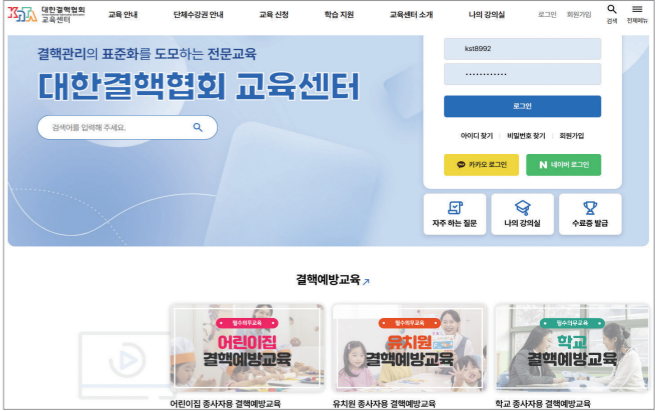 대한결핵협회
교육센터
교육 안내 단체수강권 안내 교육 신청 학습 지원 교육센터 소개 나의 강의실 로그인 회원가입 검색 전체메뉴
결핵관리의 표준화를 도모하는 전문교육
대한결핵협회 교육센터
검색어를 입력해 주세요.
kst8992
············
로그인
아이디 찾기 비밀번호 찾기 회원가입
카카오 로그인 N 네이버 로그인
자주 하는 질문 나의 강의실 수료증 발급
결핵예방교육
필수의무교육
어린이집
결핵예방교육
필수의무교육
유치원
결핵예방교육
필수의무교육
학교
결핵예방교육
어린이집 종사자용 결핵예방교육 유치원 종사자용 결핵예방교육 학교 종사자용 결핵예방교육